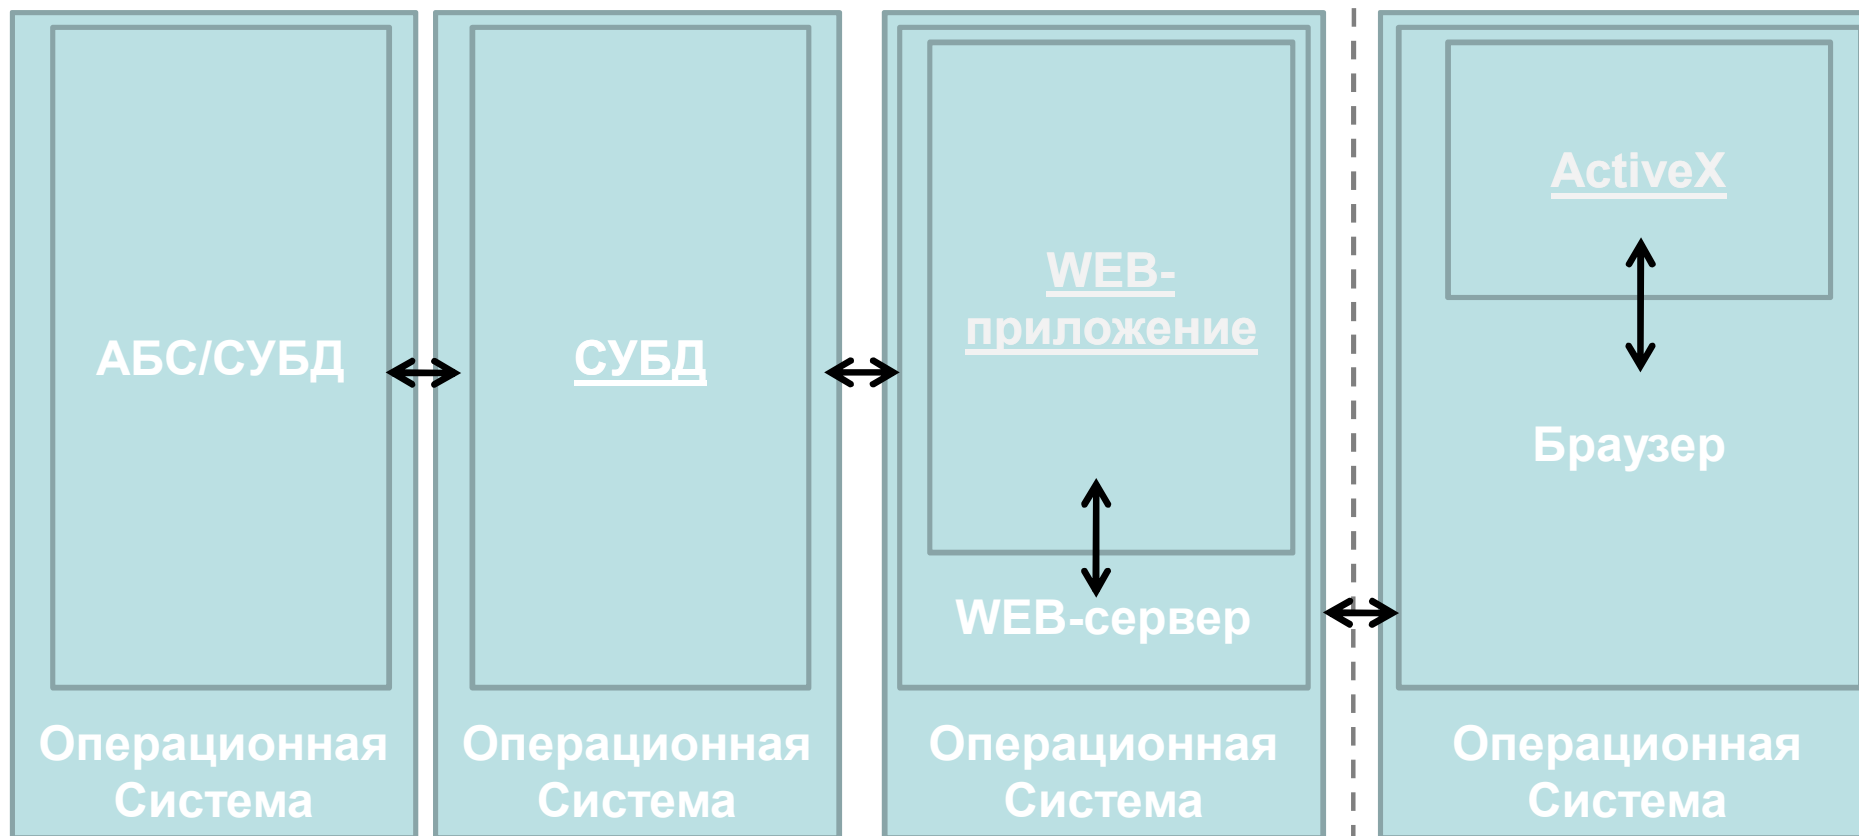 АБС/СУБД
Операционная
Система
СУБД
Операционная
Система
WEB-
приложение
WEB-сервер
Операционная
Система
ActiveX
Браузер
Операционная
Система